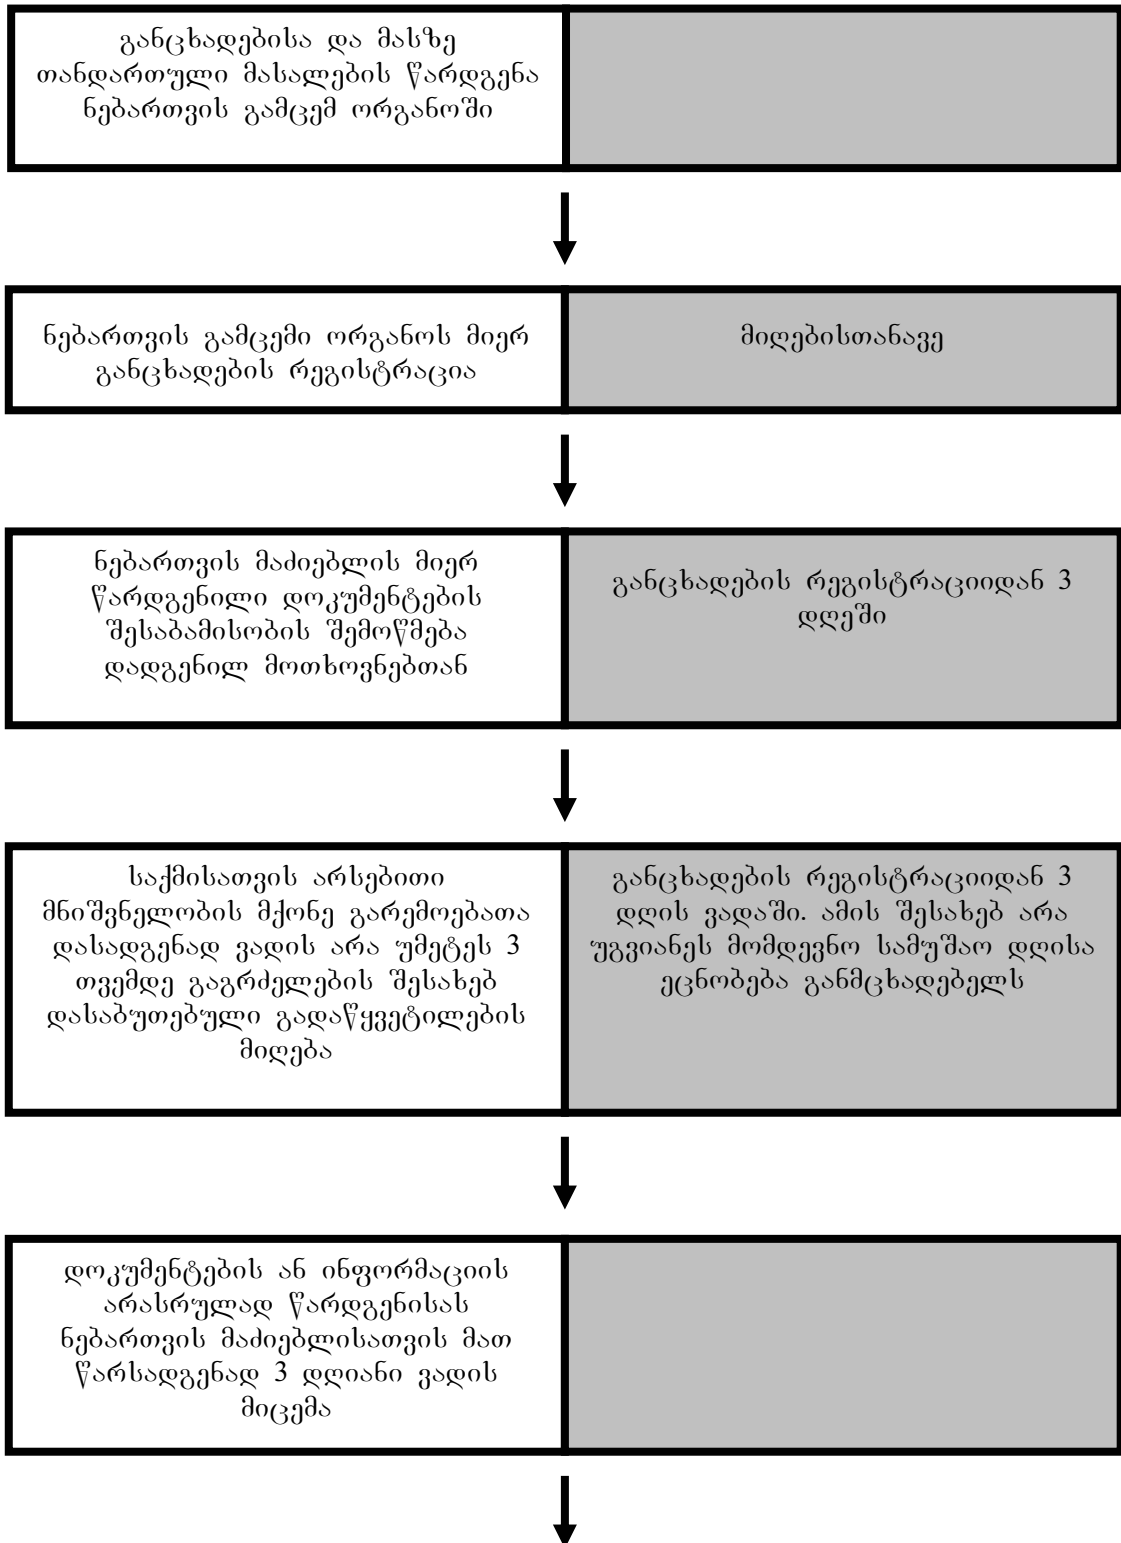 განცხადებისა და მასზე
თანდართული მასალების წარდგენა
ნებართვის გამცემ ორგანოში
ნებართვის გამცემი ორგანოს მიერ
განცხადების რეგისტრაცია
მიღებისთანავე
ნებართვის მაძიებლის მიერ
წარდგენილი დოკუმენტების
შესაბამისობის შემოწმება
დადგენილ მოთხოვნებთან
განცხადების რეგისტრაციიდან 3
დღეში
საქმისათვის არსებითი
მნიშვნელობის მქონე გარემოებათა
დასადგენად ვადის არა უმეტეს 3
თვემდე გაგრძელების შესახებ
დასაბუთებული გადაწყვეტილების
მიღება
განცხადების რეგისტრაციიდან 3
დღის ვადაში. ამის შესახებ არა
უგვიანეს მომდევნო სამუშაო დღისა
ეცნობება განმცხადებელს
დოკუმენტების ან ინფორმაციის
არასრულად წარდგენისას
ნებართვის მაძიებლისათვის მათ
წარსადგენად 3 დღიანი ვადის
მიცემა